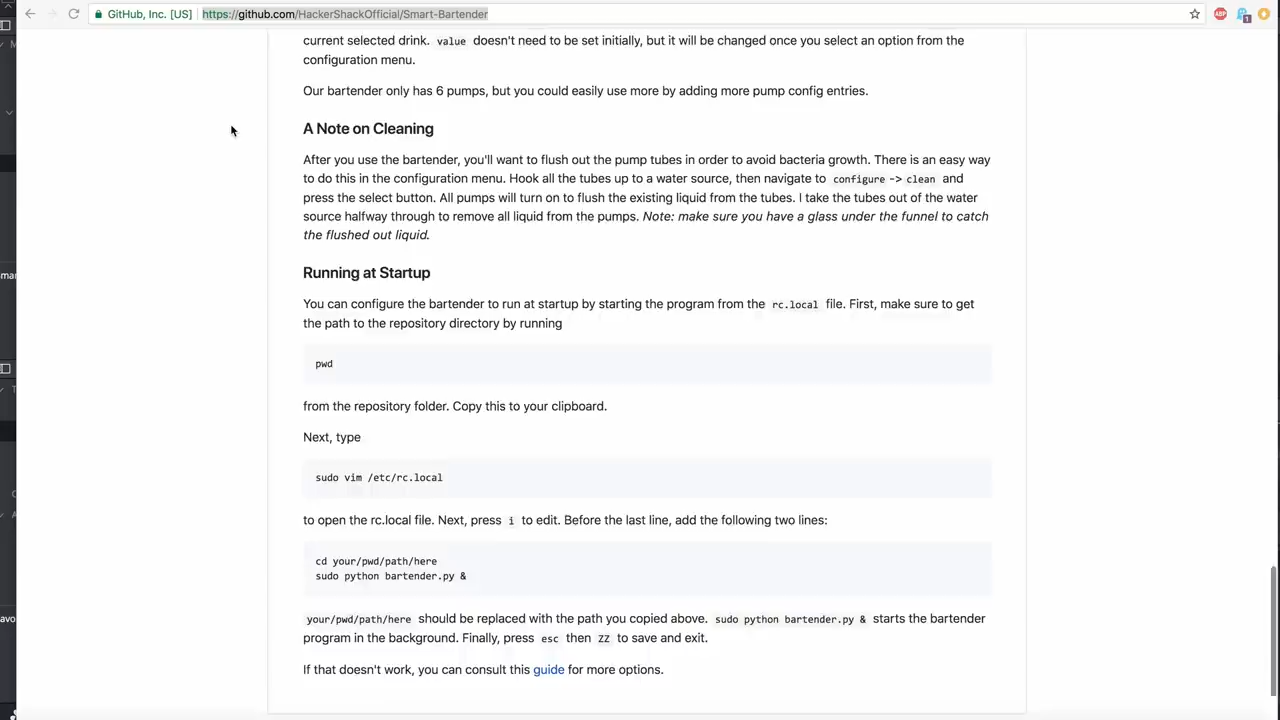 GitHub, Inc. [US] https://github.com/HackerShackOfficial/Smart-Bartender
ABP
1
current selected drink. value doesn't need to be set initially, but it will be changed once you select an option from the
configuration menu.
Our bartender only has 6 pumps, but you could easily use more by adding more pump config entries.
A Note on Cleaning
After you use the bartender, you'll want to flush out the pump tubes in order to avoid bacteria growth. There is an easy way
to do this in the configuration menu. Hook all the tubes up to a water source, then navigate to configure -> clean and
press the select button. All pumps will turn on to flush the existing liquid from the tubes. I take the tubes out of the water
source halfway through to remove all liquid from the pumps. Note: make sure you have a glass under the funnel to catch
the flushed out liquid.
Running at Startup
You can configure the bartender to run at startup by starting the program from the rc.local file. First, make sure to get
the path to the repository directory by running
pwd
from the repository folder. Copy this to your clipboard.
Next, type
sudo vim /etc/rc.local
to open the rc.local file. Next, press i to edit. Before the last line, add the following two lines:
cd your/pwd/path/here
sudo python bartender.py &
your/pwd/path/here should be replaced with the path you copied above. sudo python bartender.py & starts the bartender
program in the background. Finally, press esc then ZZ to save and exit.
If that doesn't work, you can consult this guide for more options.